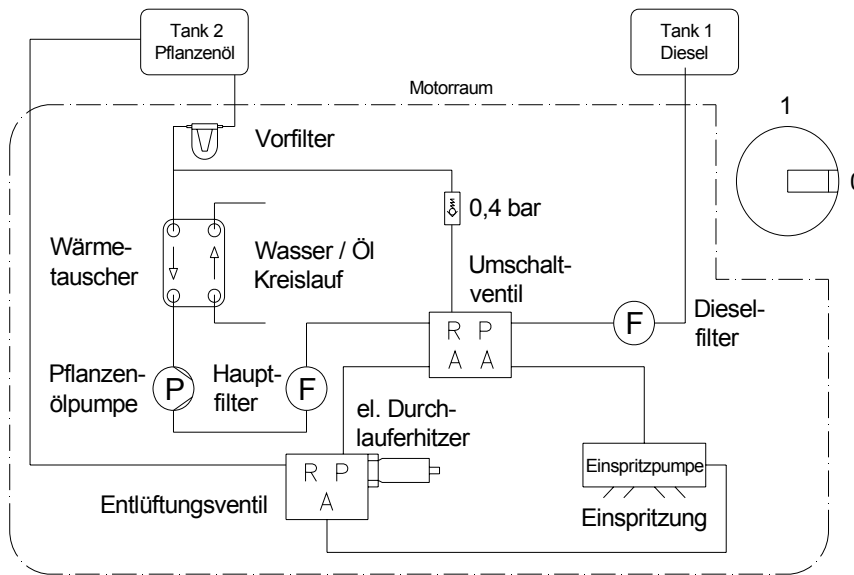 Tank 2
Pflanzenöl
Tank 1
Diesel
Motorraum
1
0
Vorfilter
0,4 bar
Wärme-
tauscher
Wasser / Öl
Kreislauf
Umschalt-
ventil
R P
A A
F
Diesel-
filter
Pflanzen-
ölpumpe
P
Haupt-
filter
F
el. Durch-
lauferhitzer
R P
A
Entlüftungsventil
Einspritzpumpe
Einspritzung